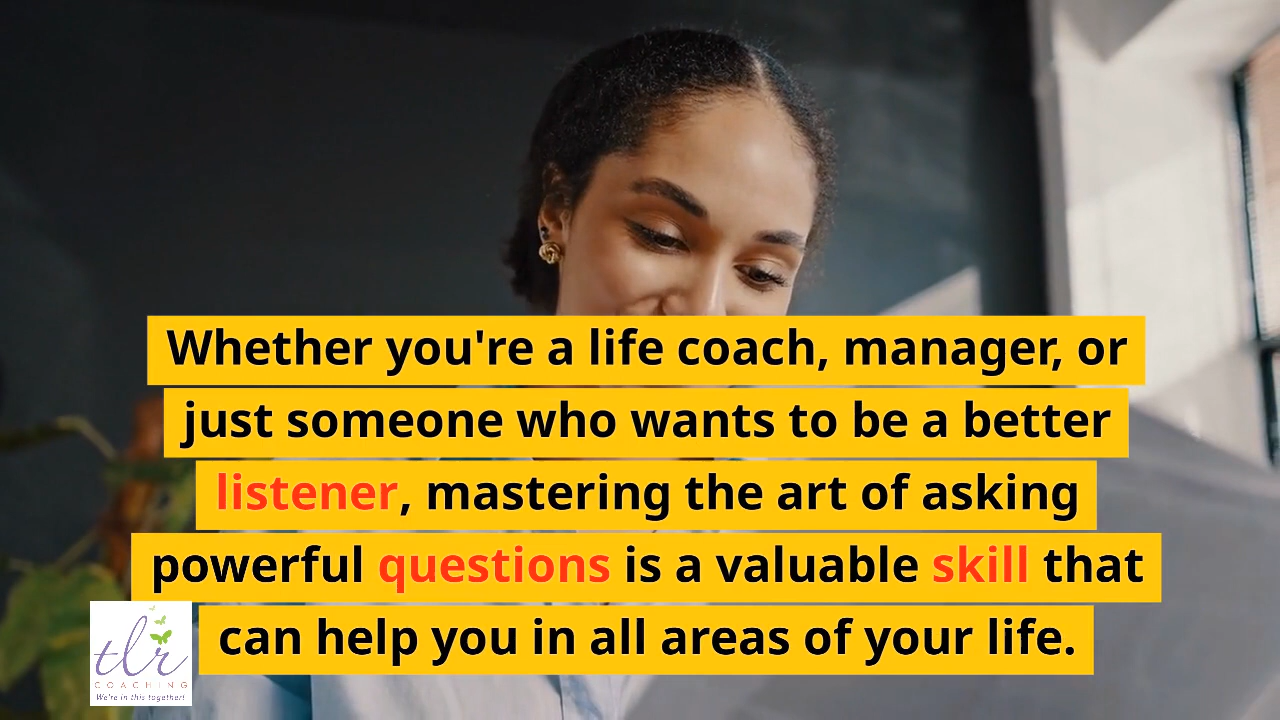 Whether you're a life coach, manager, or
just someone who wants to be a better
listener, mastering the art of asking
powerful questions is a valuable skill that
can help you in all areas of your life.
tlr
COACHING
We're in this together!